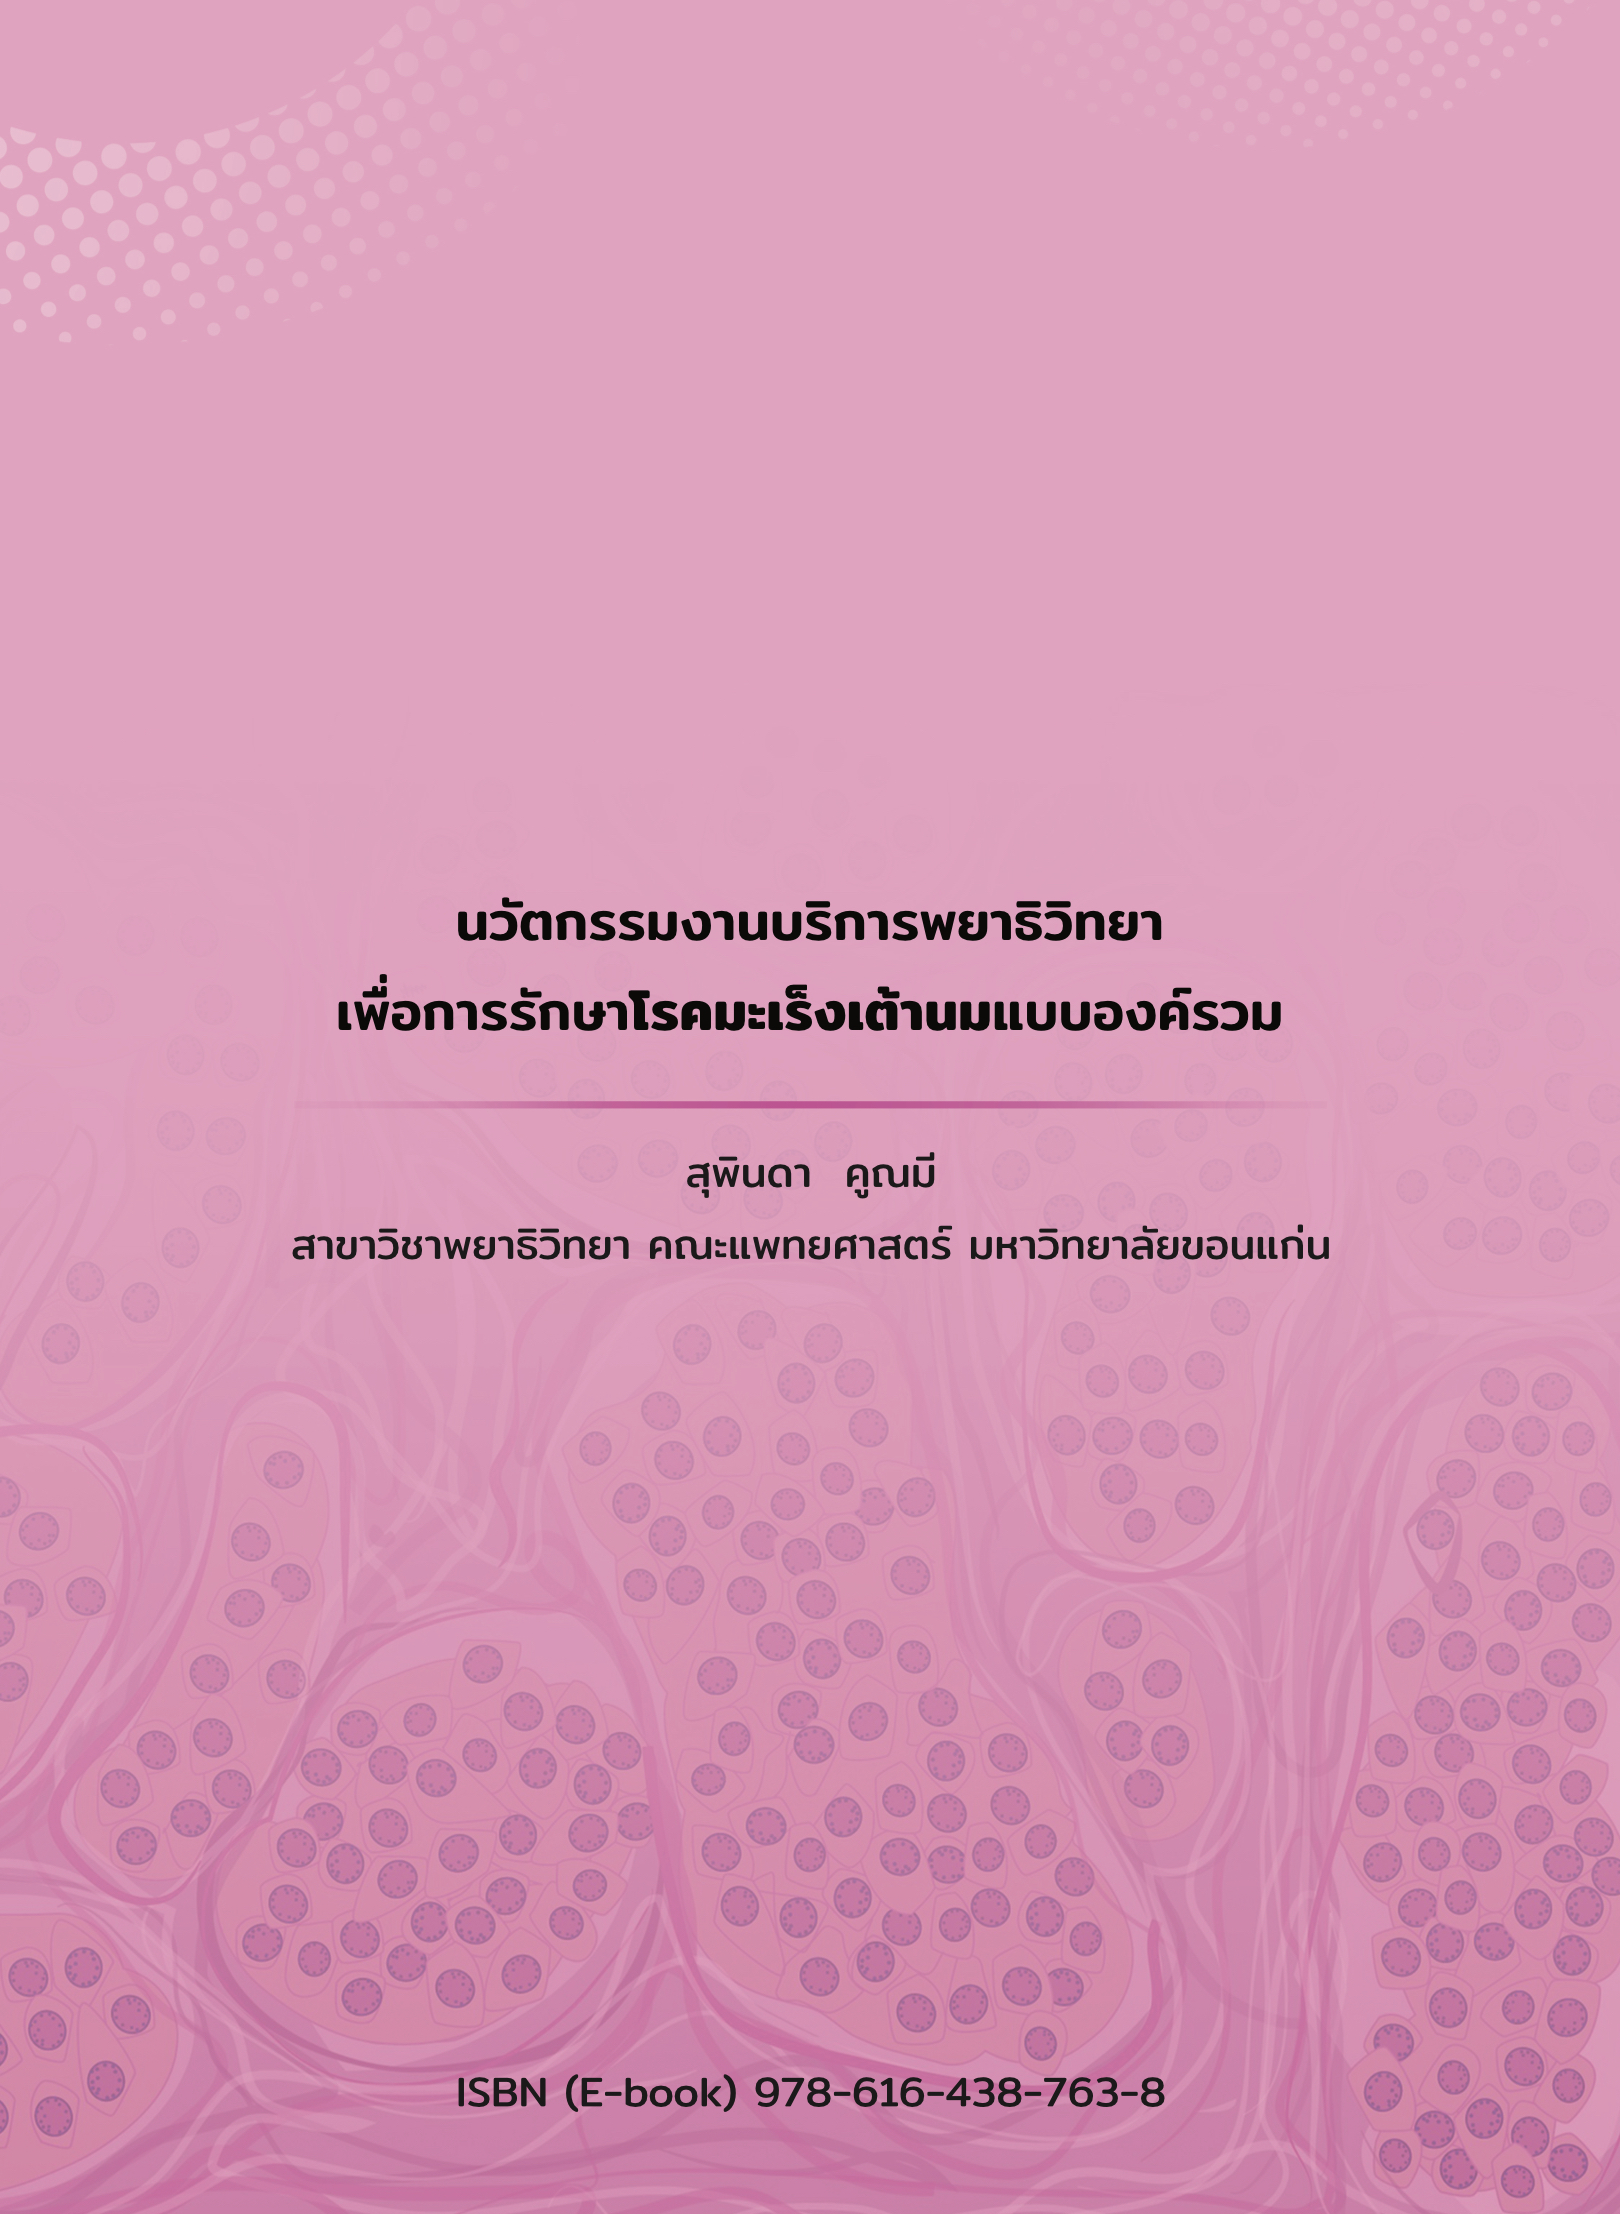 นวัตกรรมงานบริการพยาธิวิทยา
เพื่อการรักษาโรคมะเร็งเต้านมแบบองค์รวม
สุพินดา คูณมี
สาขาวิชาพยาธิวิทยา คณะแพทยศาสตร์ มหาวิทยาลัยขอนแก่น
ISBN (E-book) 978-616-438-763-8